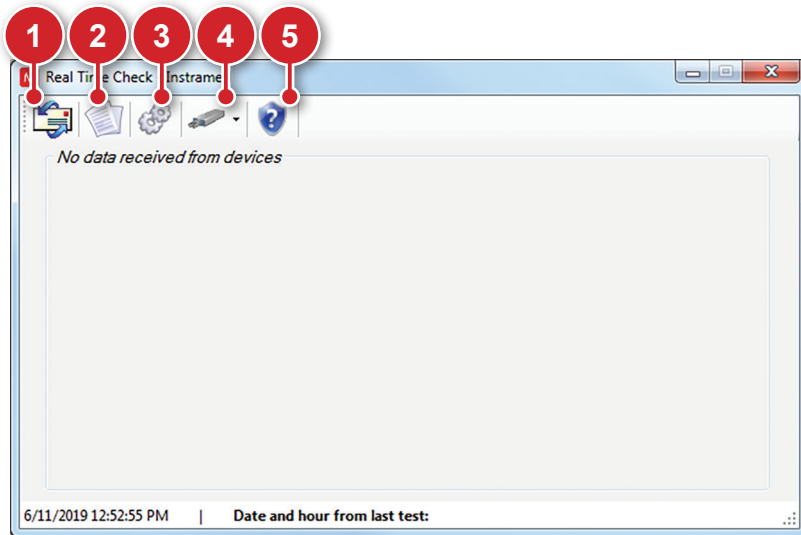 1 2 3 4 5
Real Time Check Instrame
No data received from devices
6/11/2019 12:52:55 PM | Date and hour from last test: